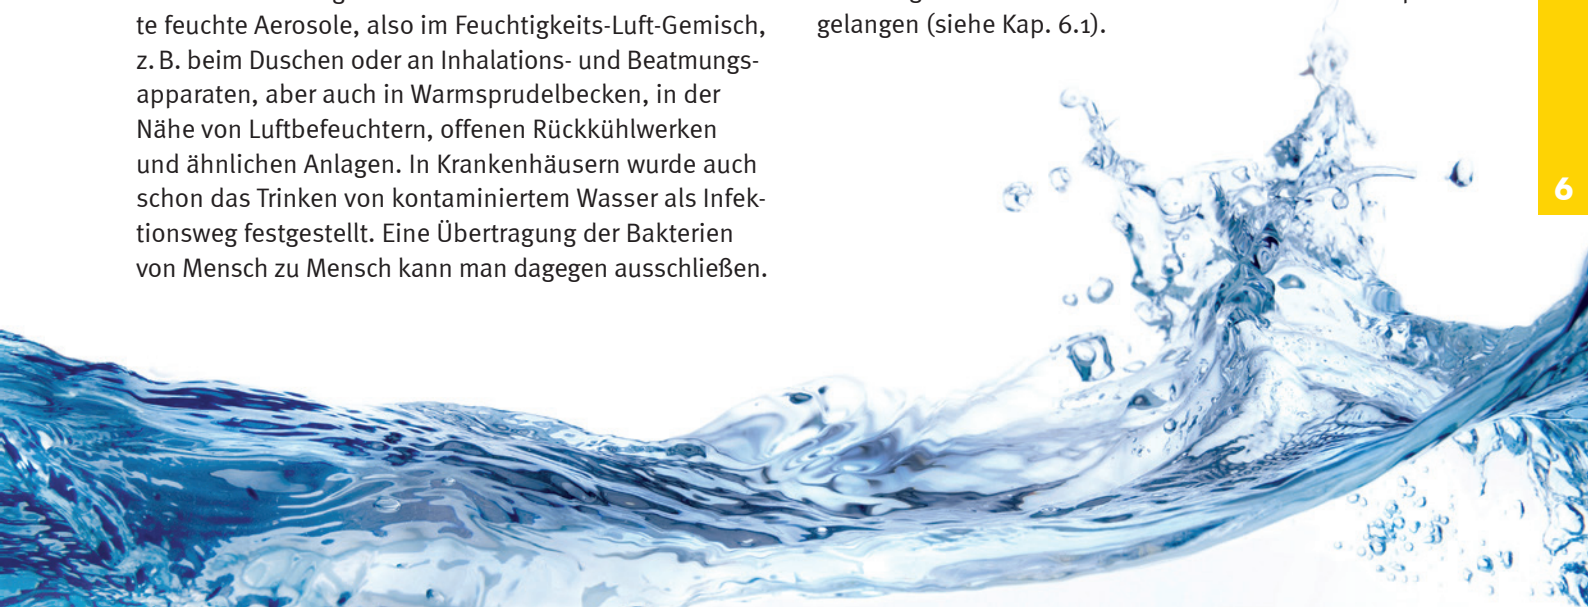 te feuchte Aerosole, also im Feuchtigkeits-Luft-Gemisch,
z. B. beim Duschen oder an Inhalations- und Beatmungs-
apparaten, aber auch in Warmsprudelbecken, in der
Nähe von Luftbefeuchtern, offenen Rückkühlwerken
und ähnlichen Anlagen. In Krankenhäusern wurde auch
schon das Trinken von kontaminiertem Wasser als Infek-
tionsweg festgestellt. Eine Übertragung der Bakterien
von Mensch zu Mensch kann man dagegen ausschließen.
gelangen (siehe Kap. 6.1).
6